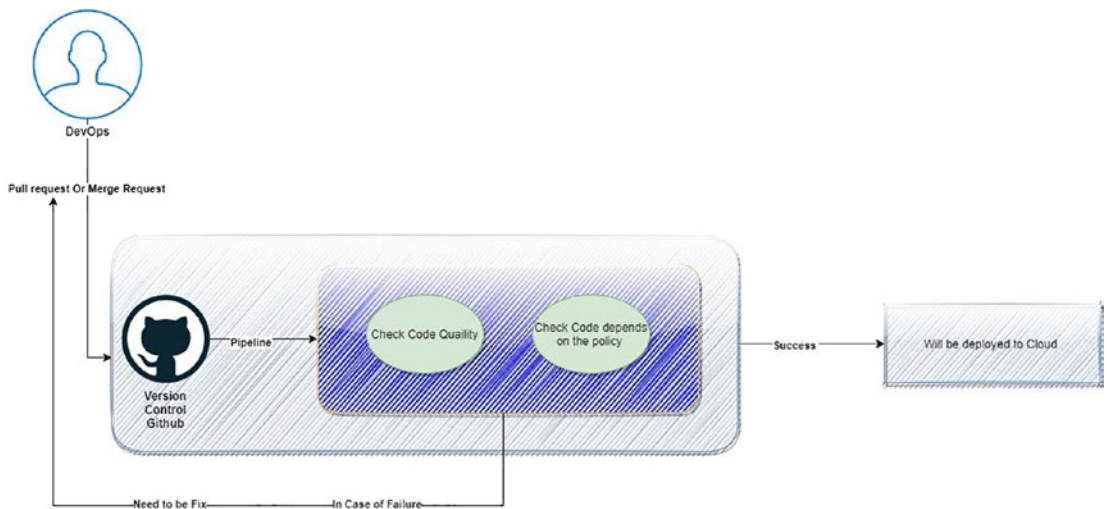 DevOps
Pull request Or Merge Request
Check Code Quaility
Check Code depends
on the policy
Pipeline
Success
Will be deployed to Cloud
Version
Control
Github
Need to be Fix
In Case of Failure